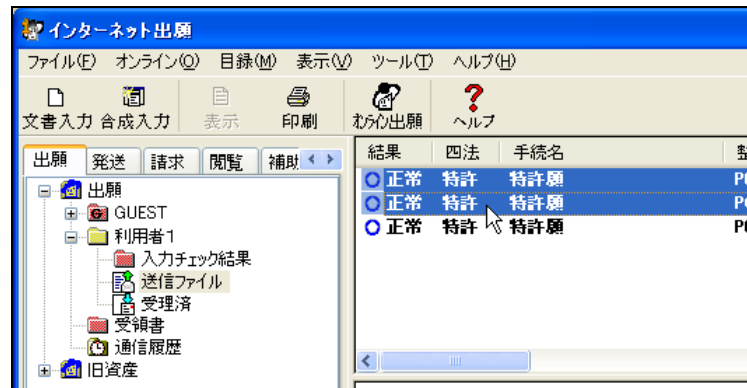 インターネット出願
ファイル(F) オンライン(O) 目録(M) 表示(V) ツール(T) ヘルプ(H)
文書入力 合成入力 表示 印刷 オンライン出願 ヘルプ
出願 発送 請求 閲覧 補助
結果 四法 手続名 整
正常 特許 特許願
正常 特許 特許願
正常 特許 特許願
出願
GUEST
利用者1
入力チェック結果
送信ファイル
受理済
受領書
通信履歴
旧資産